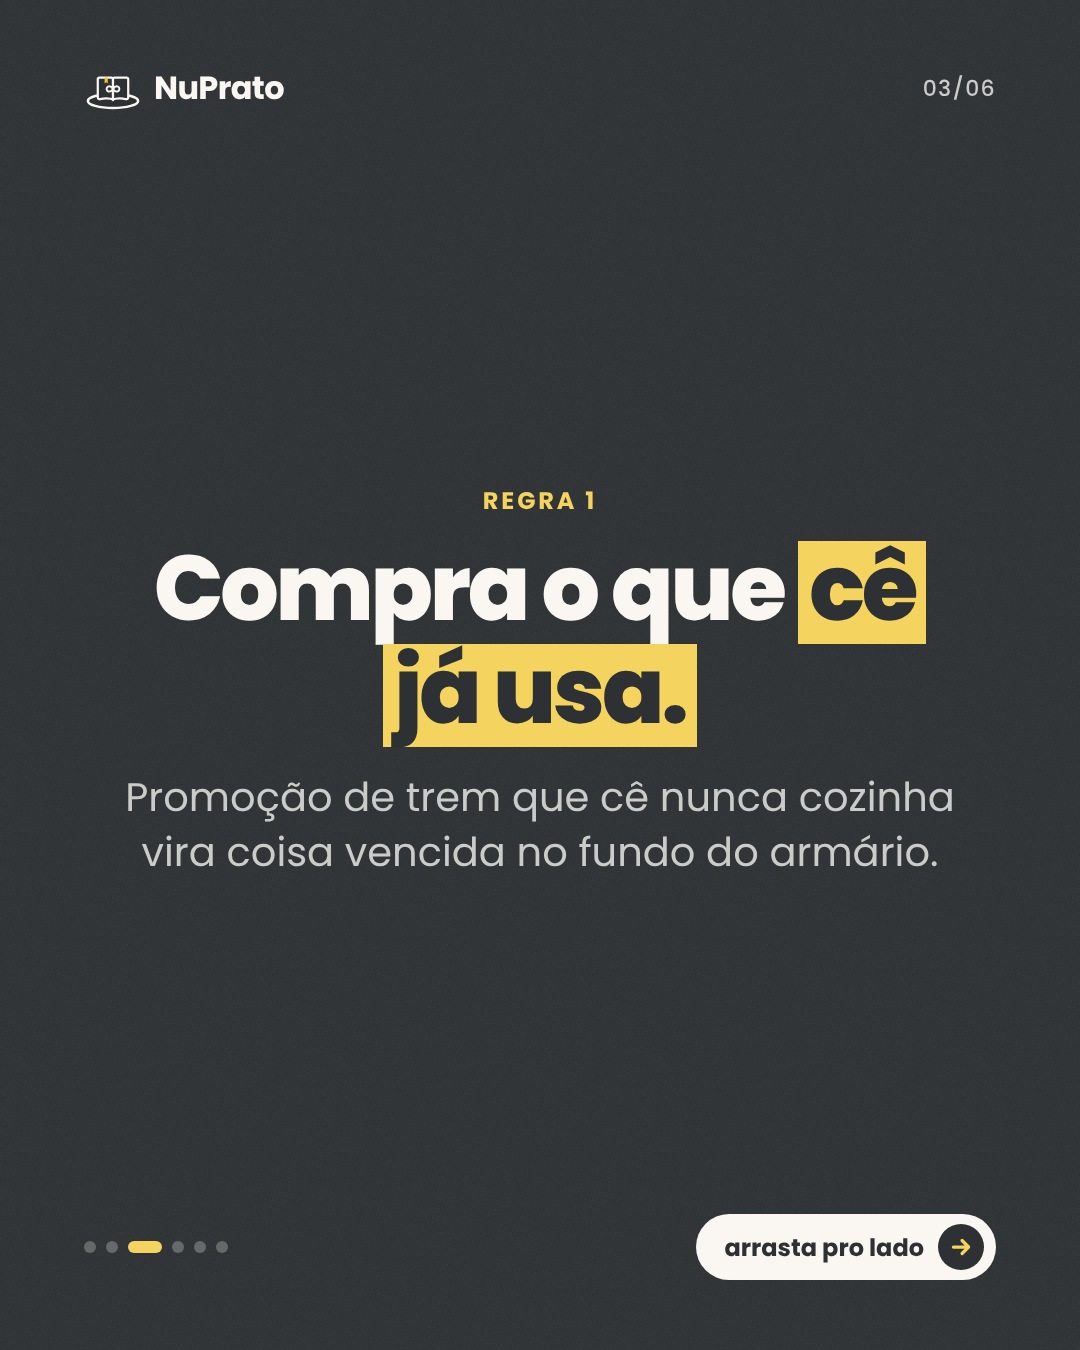 NuPrato
03/06
REGRA 1
Compra o que cê
já usa.
Promoção de trem que cê nunca cozinha
vira coisa vencida no fundo do armário.
arrasta pro lado